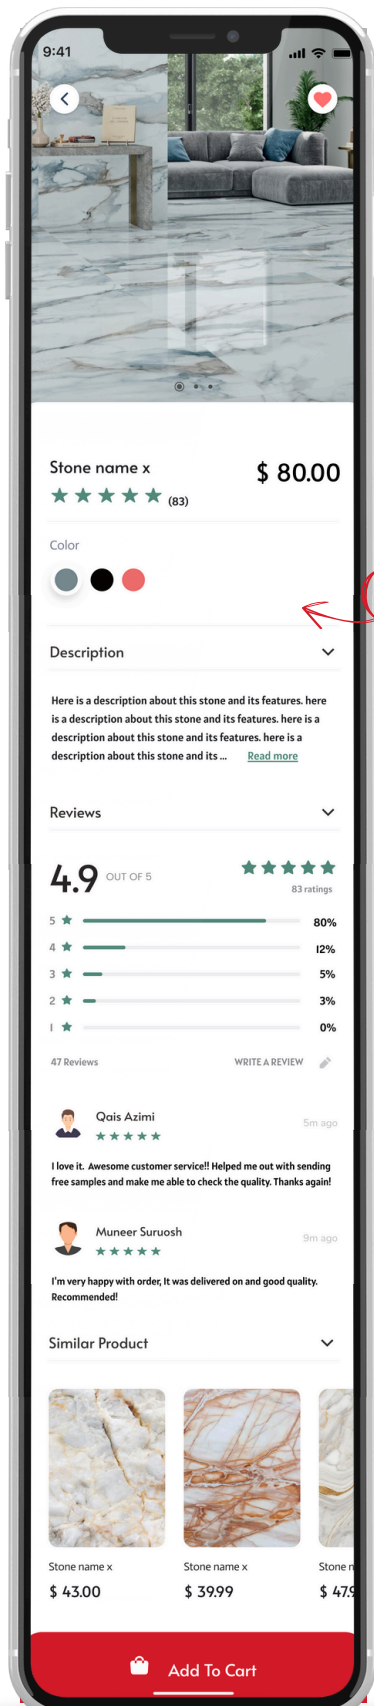 9:41
Stone name x
$ 80.00
(83)
Color
Description
Here is a description about this stone and its features. here
is a description about this stone and its features. here is a
description about this stone and its features. here is a
description about this stone and its ... Read more
Reviews
4.9 OUT OF 5
83 ratings
5 80%
4 12%
3 5%
2 3%
1 0%
47 Reviews WRITE A REVIEW
Qais Azimi
5m ago
I love it. Awesome customer service!! Helped me out with sending
free samples and make me able to check the quality. Thanks again!
Muneer Suruosh
9m ago
I'm very happy with order, It was delivered on and good quality.
Recommended!
Similar Product
Stone name x Stone name x Stone n
$ 43.00 $ 39.99 $ 47.9
Add To Cart